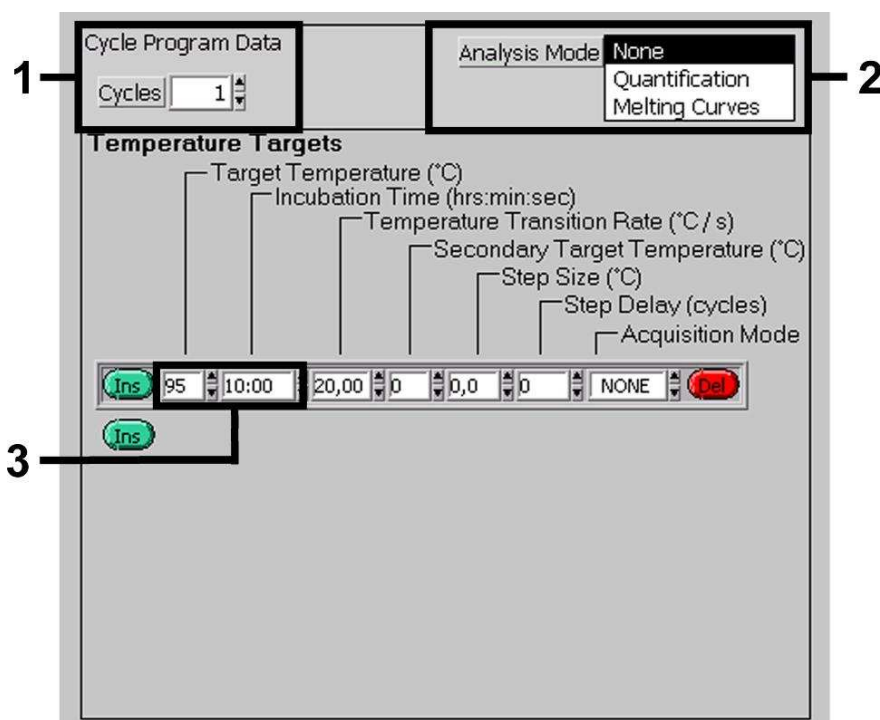 Cycle Program Data
Cycles 1
Analysis Mode None
Quantification
Melting Curves
1
2
Temperature Targets
Target Temperature (°C)
Incubation Time (hrs:min:sec)
Temperature Transition Rate (°C / s)
Secondary Target Temperature (°C)
Step Size (°C)
Step Delay (cycles)
Acquisition Mode
Ins 95 10:00 20,00 0 0,0 0 NONE Del
Ins
3